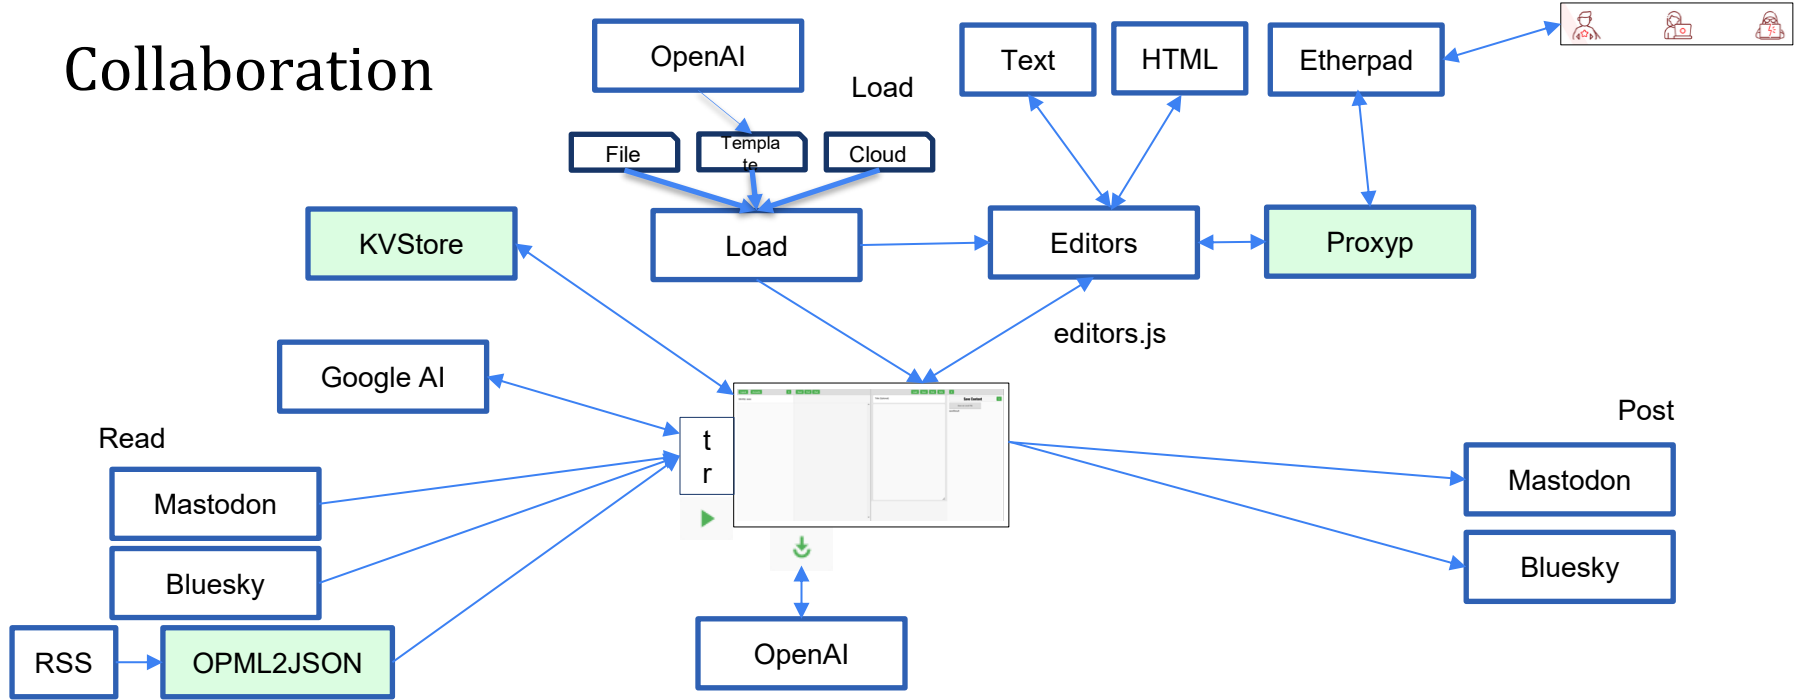 Collaboration
OpenAI
Load
Text
HTML
Etherpad
File
Templa
te
Cloud
KVStore
Load
Editors
Proxyp
editors.js
Google AI
Read
t
r
Post
Mastodon
Mastodon
Bluesky
Bluesky
RSS
OPML2JSON
OpenAI